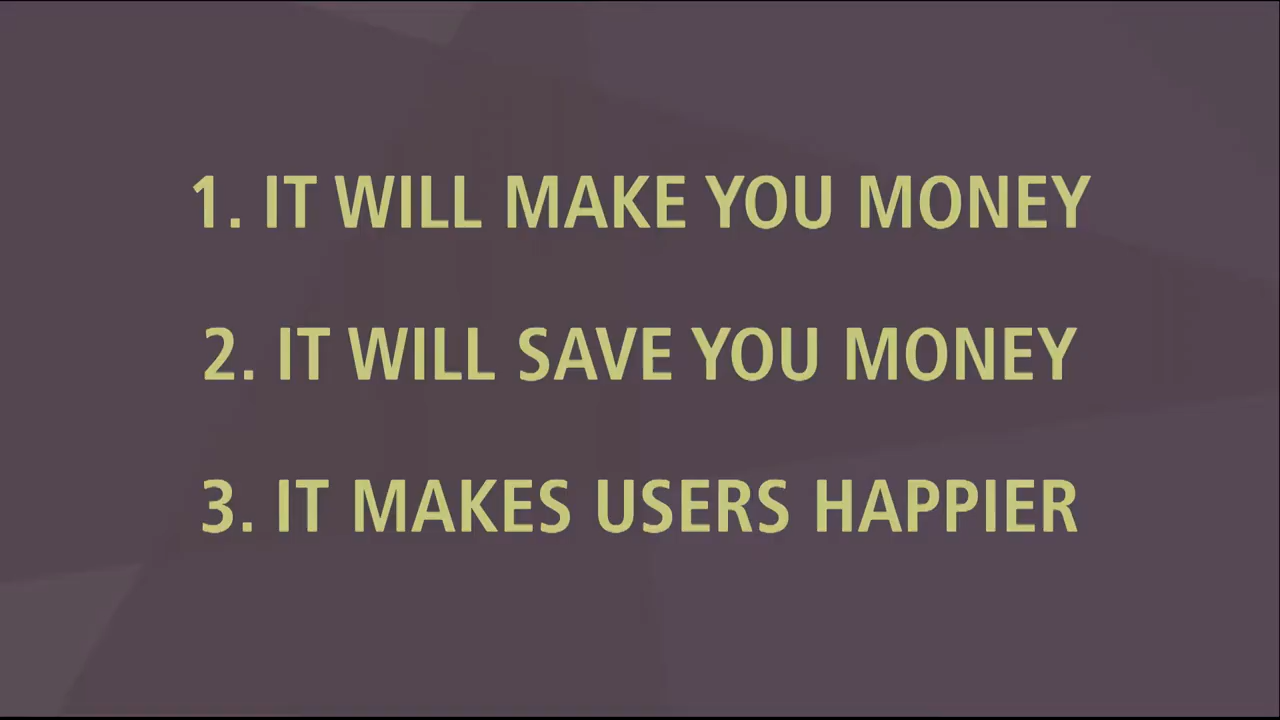 1. IT WILL MAKE YOU MONEY
2. IT WILL SAVE YOU MONEY
3. IT MAKES USERS HAPPIER